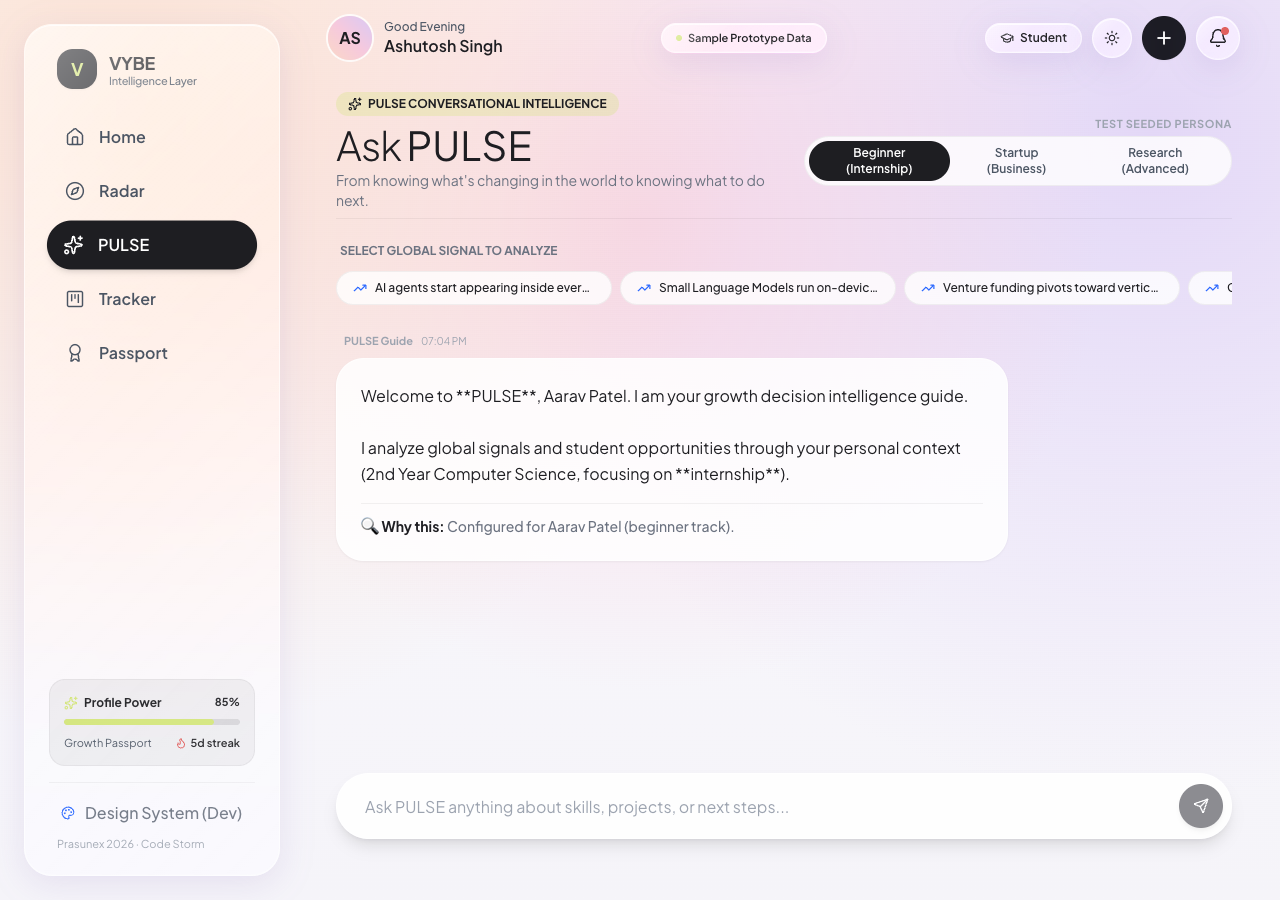 V
VYBE
Intelligence Layer
Home
Radar
PULSE
Tracker
Passport
Profile Power
85%
Growth Passport
5d streak
Design System (Dev)
Prasunex 2026 · Code Storm
AS
Good Evening
Ashutosh Singh
Sample Prototype Data
Student
PULSE CONVERSATIONAL INTELLIGENCE
Ask PULSE
From knowing what's changing in the world to knowing what to do
next.
TEST SEEDED PERSONA
Beginner
(Internship)
Startup
(Business)
Research
(Advanced)
SELECT GLOBAL SIGNAL TO ANALYZE
AI agents start appearing inside ever...
Small Language Models run on-devic...
Venture funding pivots toward vertic...
PULSE Guide 07:04 PM
Welcome to **PULSE**, Aarav Patel. I am your growth decision intelligence guide.
I analyze global signals and student opportunities through your personal context
(2nd Year Computer Science, focusing on **internship**).
🔍 Why this: Configured for Aarav Patel (beginner track).
Ask PULSE anything about skills, projects, or next steps...